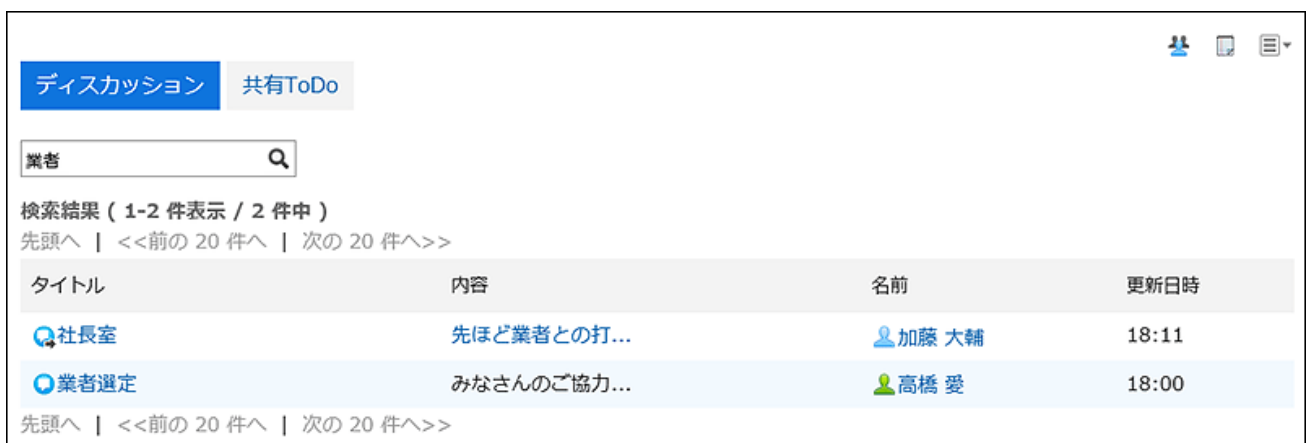 ディスカッション 共有ToDo
業者
検索結果 ( 1-2 件表示 / 2 件中 )
先頭へ | <<前の 20 件へ | 次の 20 件へ>>
タイトル 内容 名前 更新日時
社長室 先ほど業者との打... 加藤 大輔 18:11
業者選定 みなさんのご協力... 高橋 愛 18:00
先頭へ | <<前の 20 件へ | 次の 20 件へ>>